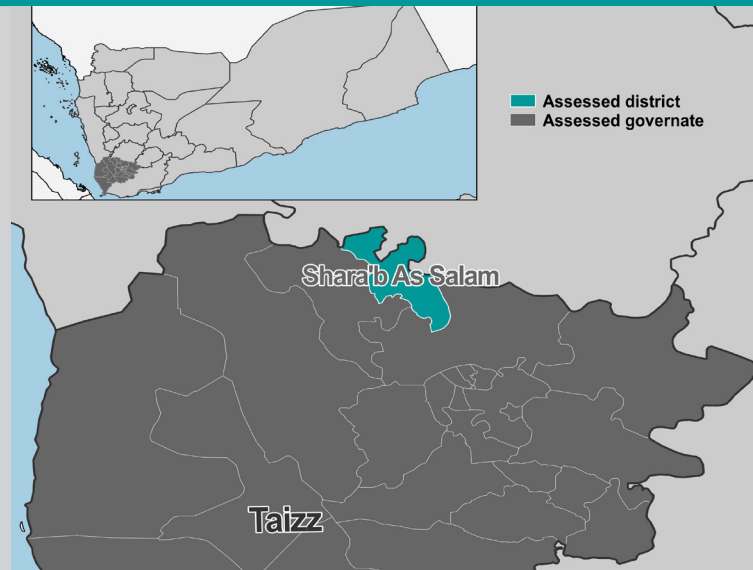 Assessed district
Assessed governate
Shara'b As Salam
Taizz